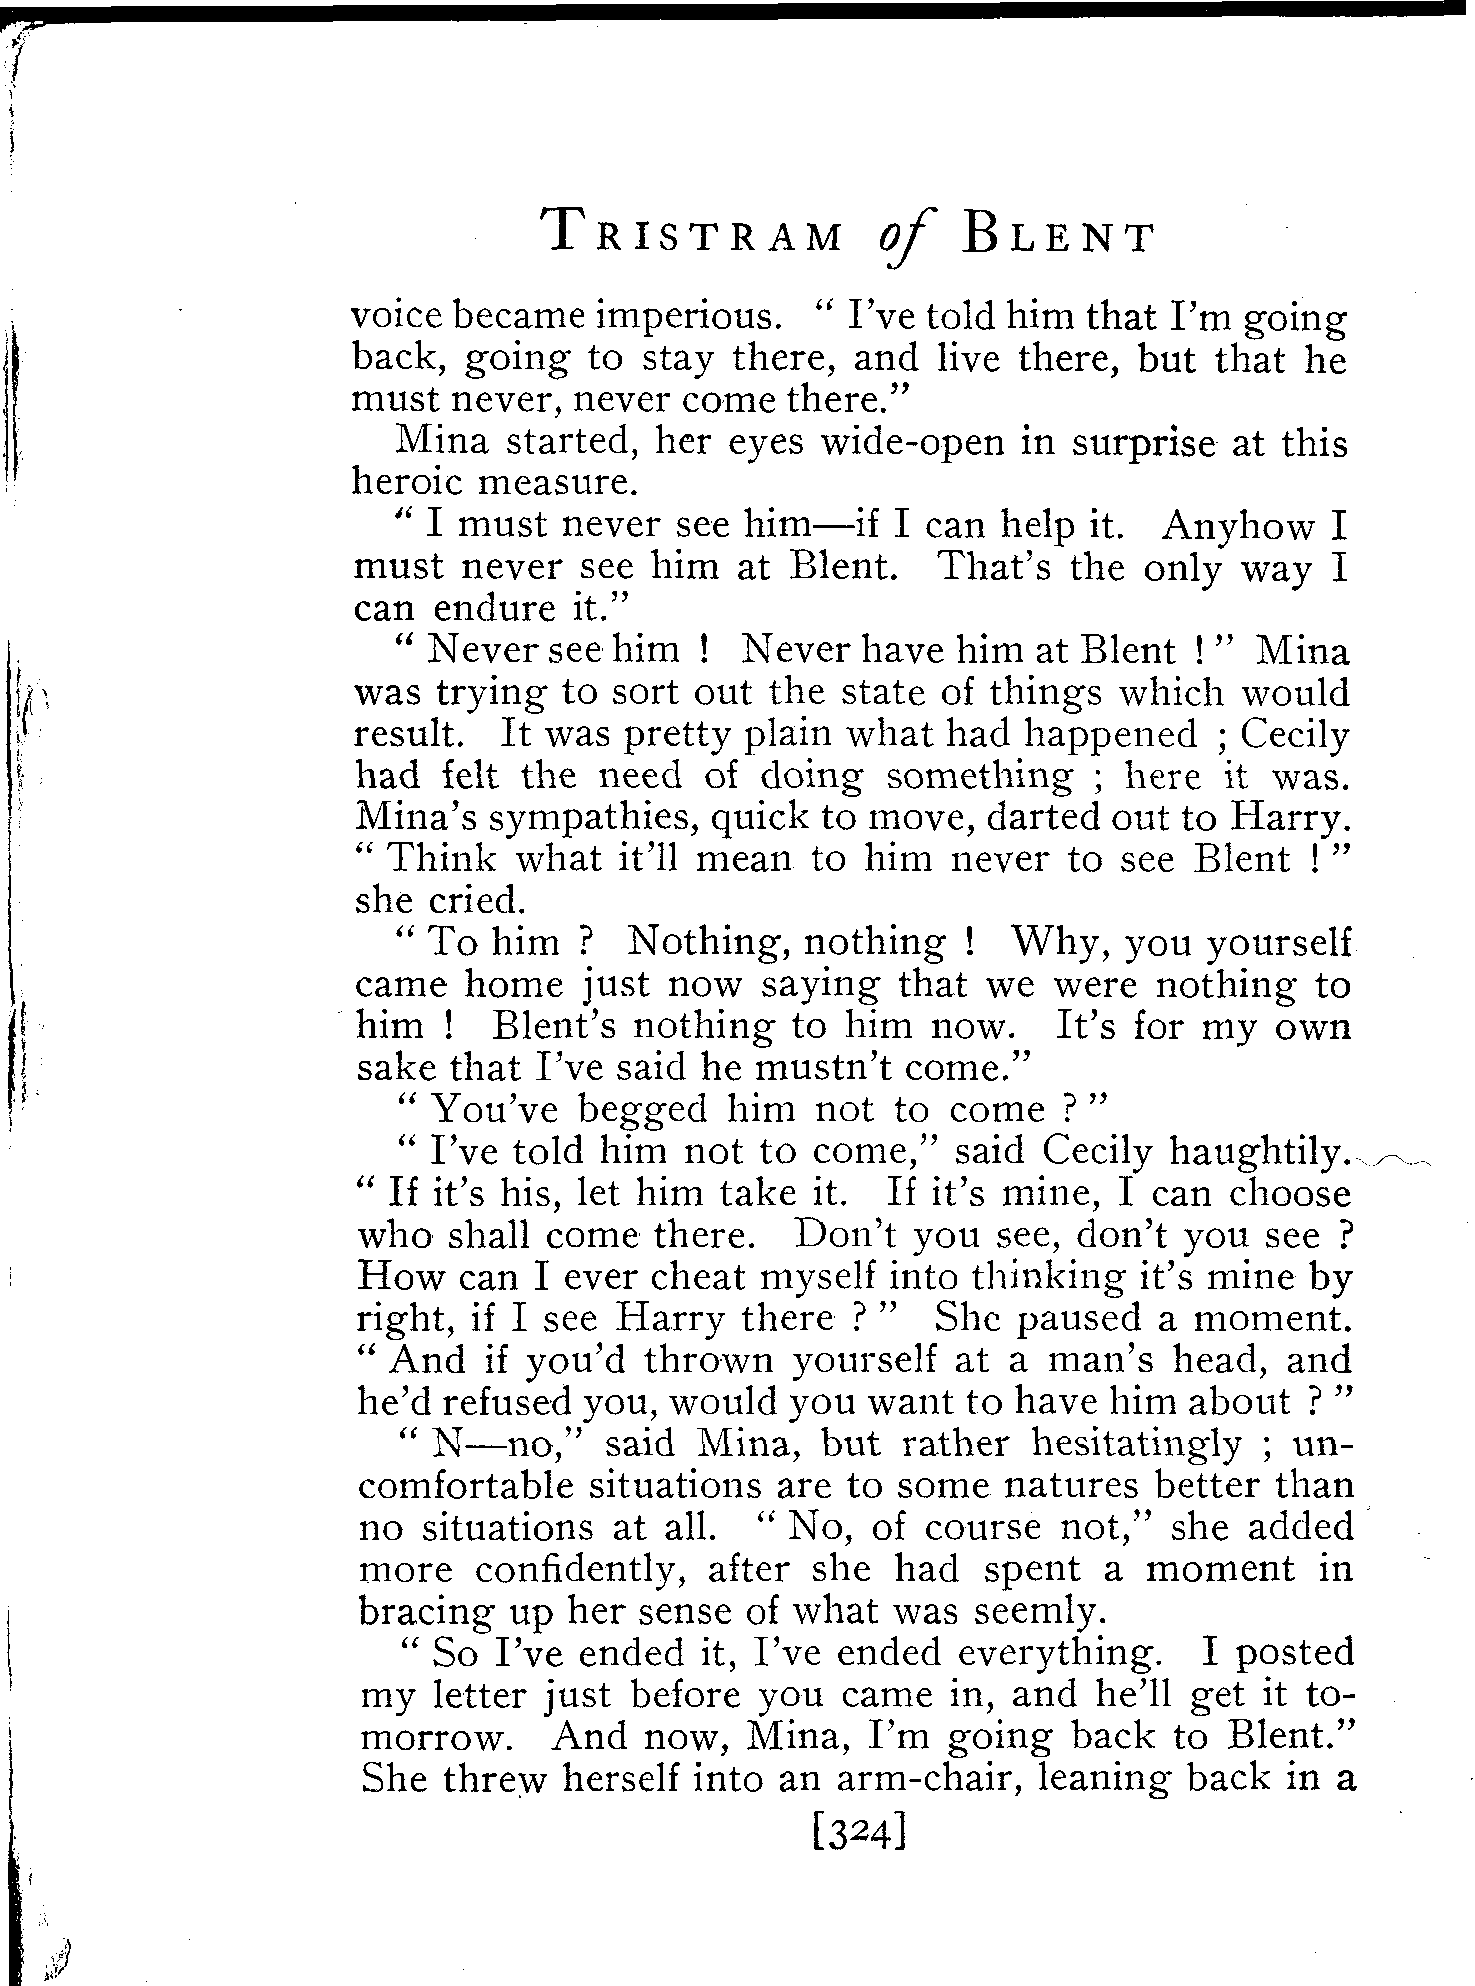 Tristram of Blent
voice became imperious. “ I’ve told him that I’m going
back, going to stay there, and live there, but that he
must never, never come there.”
Mina started, her eyes wide-open in surprise at this
heroic measure.
“ I must never see him—if I can help it. Anyhow I
must never see him at Blent. That’s the only way I
can endure it.”
“ Never see him ! Never have him at Blent ! ” Mina
was trying to sort out the state of things which would
result. It was pretty plain what had happened ; Cecily
had felt the need of doing something ; here it was.
Mina’s sympathies, quick to move, darted out to Harry.
“ Think what it’ll mean to him never to see Blent ! ”
she cried.
“ To him ? Nothing, nothing ! Why, you yourself
came home just now saying that we were nothing to
him ! Blent’s nothing to him now. It’s for my own
sake that I’ve said he mustn’t come.”
“ You’ve begged him not to come ? ”
“ I’ve told him not to come,” said Cecily haughtily.
“ If it’s his, let him take it. If it’s mine, I can choose
who shall come there. Don’t you see, don’t you see ?
How can I ever cheat myself into thinking it’s mine by
right, if I see Harry there ? ” She paused a moment.
“ And if you’d thrown yourself at a man’s head, and
he’d refused you, would you want to have him about ? ”
“ N—no,” said Mina, but rather hesitatingly ; un-
comfortable situations are to some natures better than
no situations at all. “ No, of course not,” she added
more confidently, after she had spent a moment in
bracing up her sense of what was seemly.
“ So I’ve ended it, I’ve ended everything. I posted
my letter just before you came in, and he’ll get it to-
morrow. And now, Mina, I’m going back to Blent.”
She threw herself into an arm-chair, leaning back in a
[324]